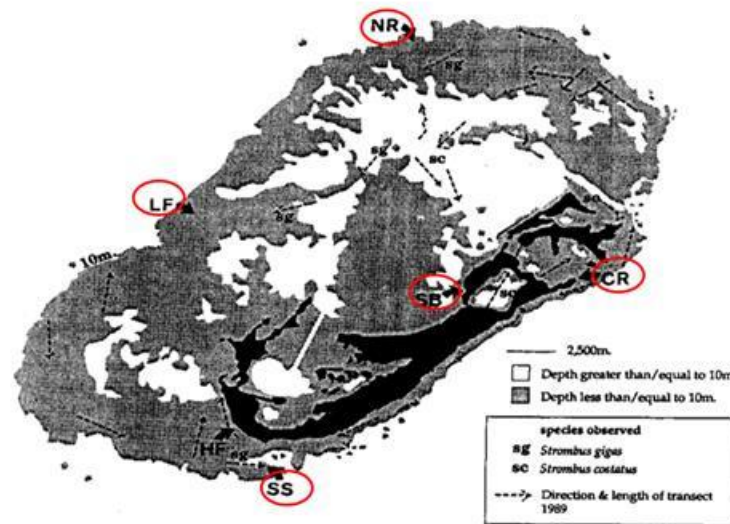 NR
sg
sg
sc
sc
LF
sg
10m.
SB
sc
CR
2,500m.
Depth greater than/equal to 10m
Depth less than/equal to 10m.
HF
sg
SS
species observed
sg Strombus gigas
sc Strombus costatus
Direction & length of transect
1989